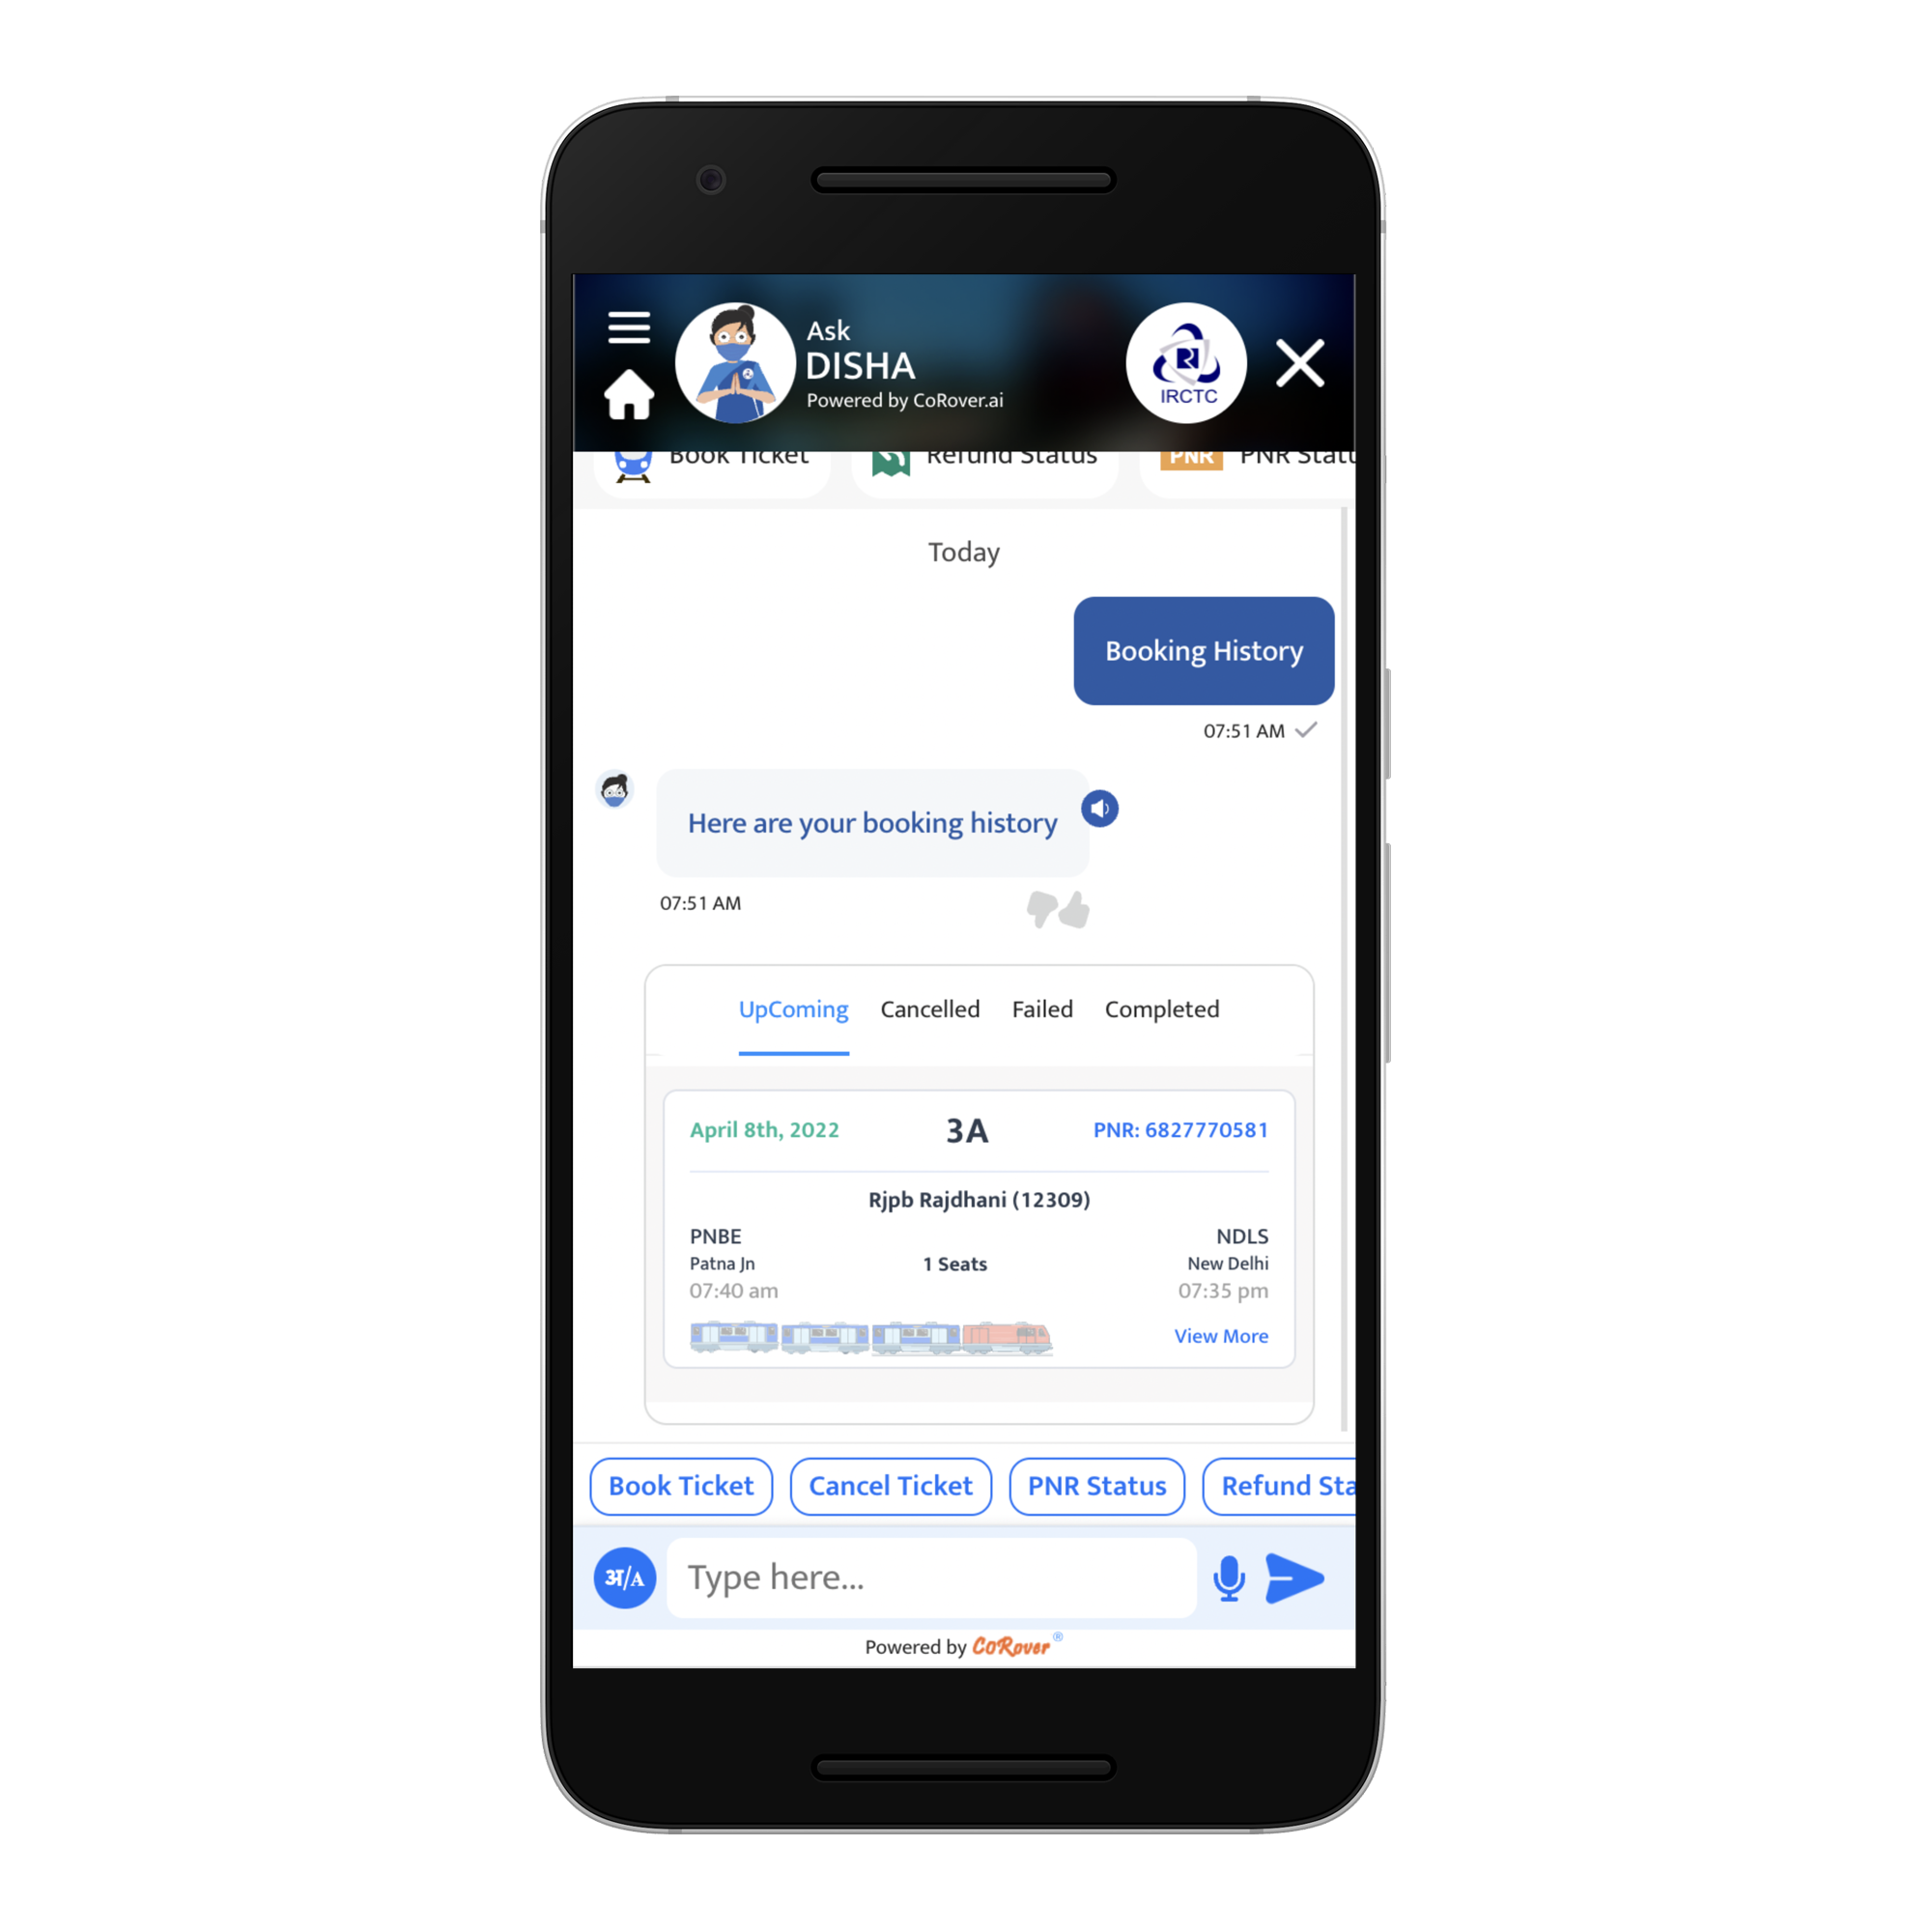 Ask
DISHA
Powered by CoRover.ai
IRCTC
Book Ticket
Refund Status
PNR
PNR Statu
Today
Booking History
07:51 AM
Here are your booking history
07:51 AM
UpComing Cancelled Failed Completed
April 8th, 2022 3A PNR: 6827770581
Rjpb Rajdhani (12309)
PNBE NDLS
Patna Jn 1 Seats New Delhi
07:40 am 07:35 pm
View More
Book Ticket Cancel Ticket PNR Status Refund Sta
अ/A Type here...
Powered by CoRover®